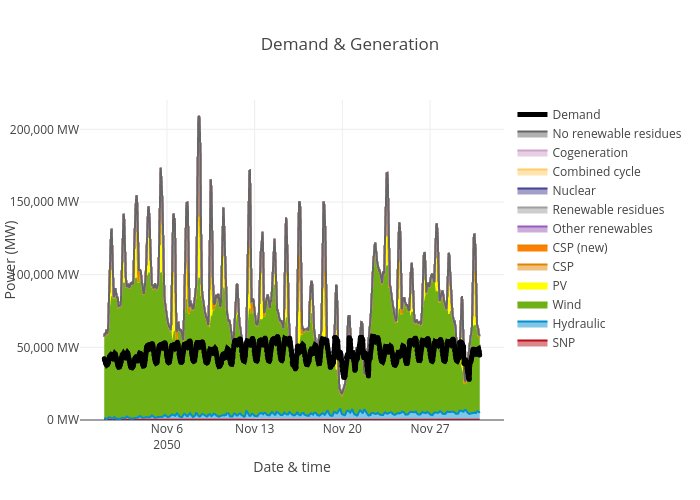 Demand & Generation
200,000 MW
150,000 MW
100,000 MW
50,000 MW
0 MW
Power (MW)
Nov 6
2050
Nov 13
Nov 20
Nov 27
Date & time
Demand
No renewable residues
Cogeneration
Combined cycle
Nuclear
Renewable residues
Other renewables
CSP (new)
CSP
PV
Wind
Hydraulic
SNP